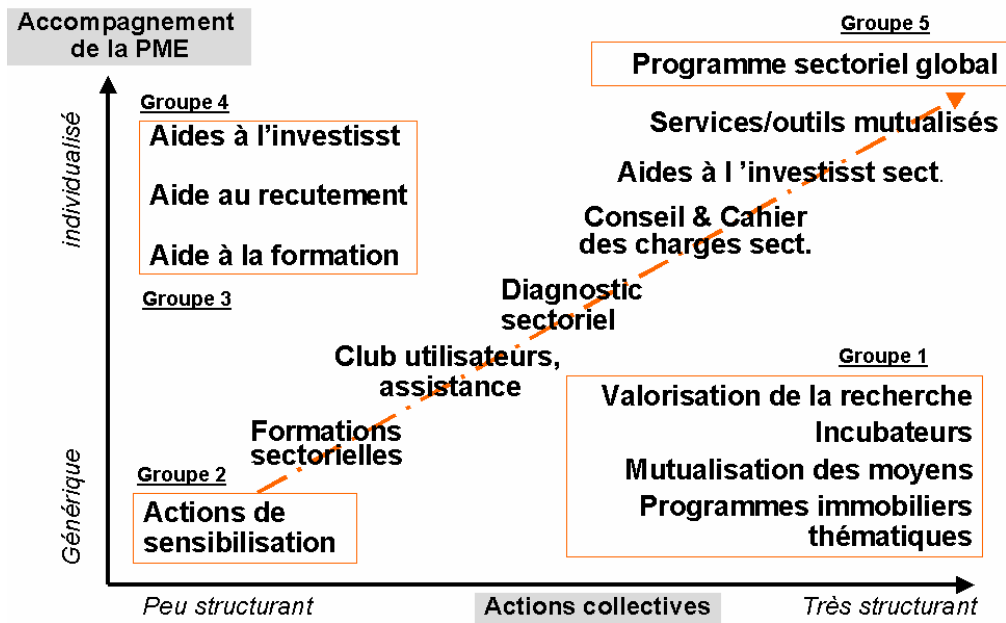 Accompagnement
de la PME
Groupe 5
Programme sectoriel global
Groupe 4
Aides à l'investisst
Aide au recrutement
Aide à la formation
Services/outils mutualisés
Aides à l 'investisst sect.
Conseil & Cahier
des charges sect.
individualisé
Groupe 3
Diagnostic
sectoriel
Club utilisateurs,
assistance
Groupe 1
Valorisation de la recherche
Incubateurs
Mutualisation des moyens
Programmes immobiliers
thématiques
Formations
sectorielles
Groupe 2
Actions de
sensibilisation
Générique
Peu structurant
Actions collectives
Très structurant